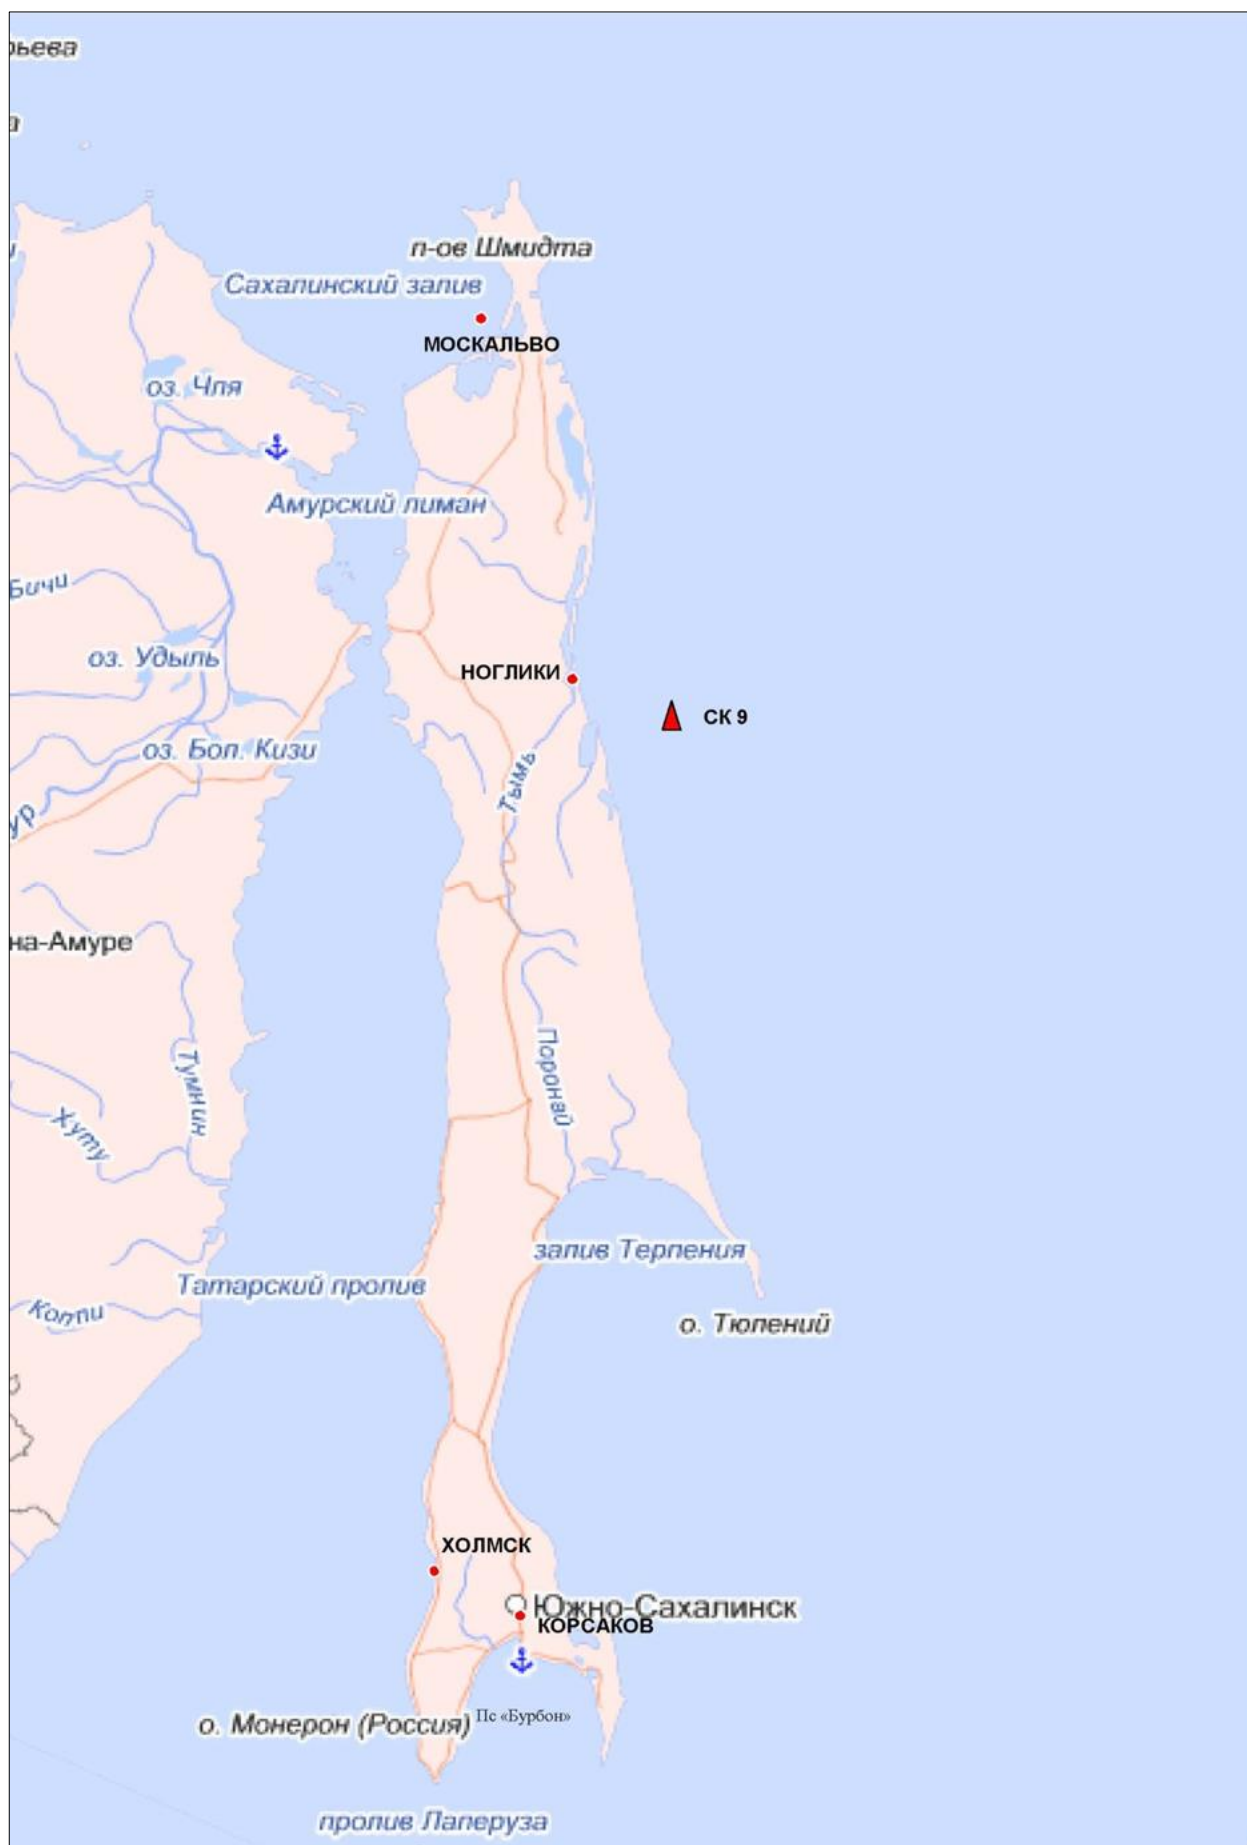 рьева
а
п-ов Шмидта
Сахалинский залив
МОСКАЛЬВО
оз. Чля
Амурский лиман
Бичи
оз. Удыль
НОГЛИКИ
СК 9
оз. Бол. Кизи
Тымь
ур
на-Амуре
Поронай
Тумнин
Хуту
залив Терпения
Татарский пролив
Коппи
о. Тюлений
ХОЛМСК
Южно-Сахалинск
КОРСАКОВ
Пс «Бурбон»
о. Монерон (Россия)
пролив Лаперуза